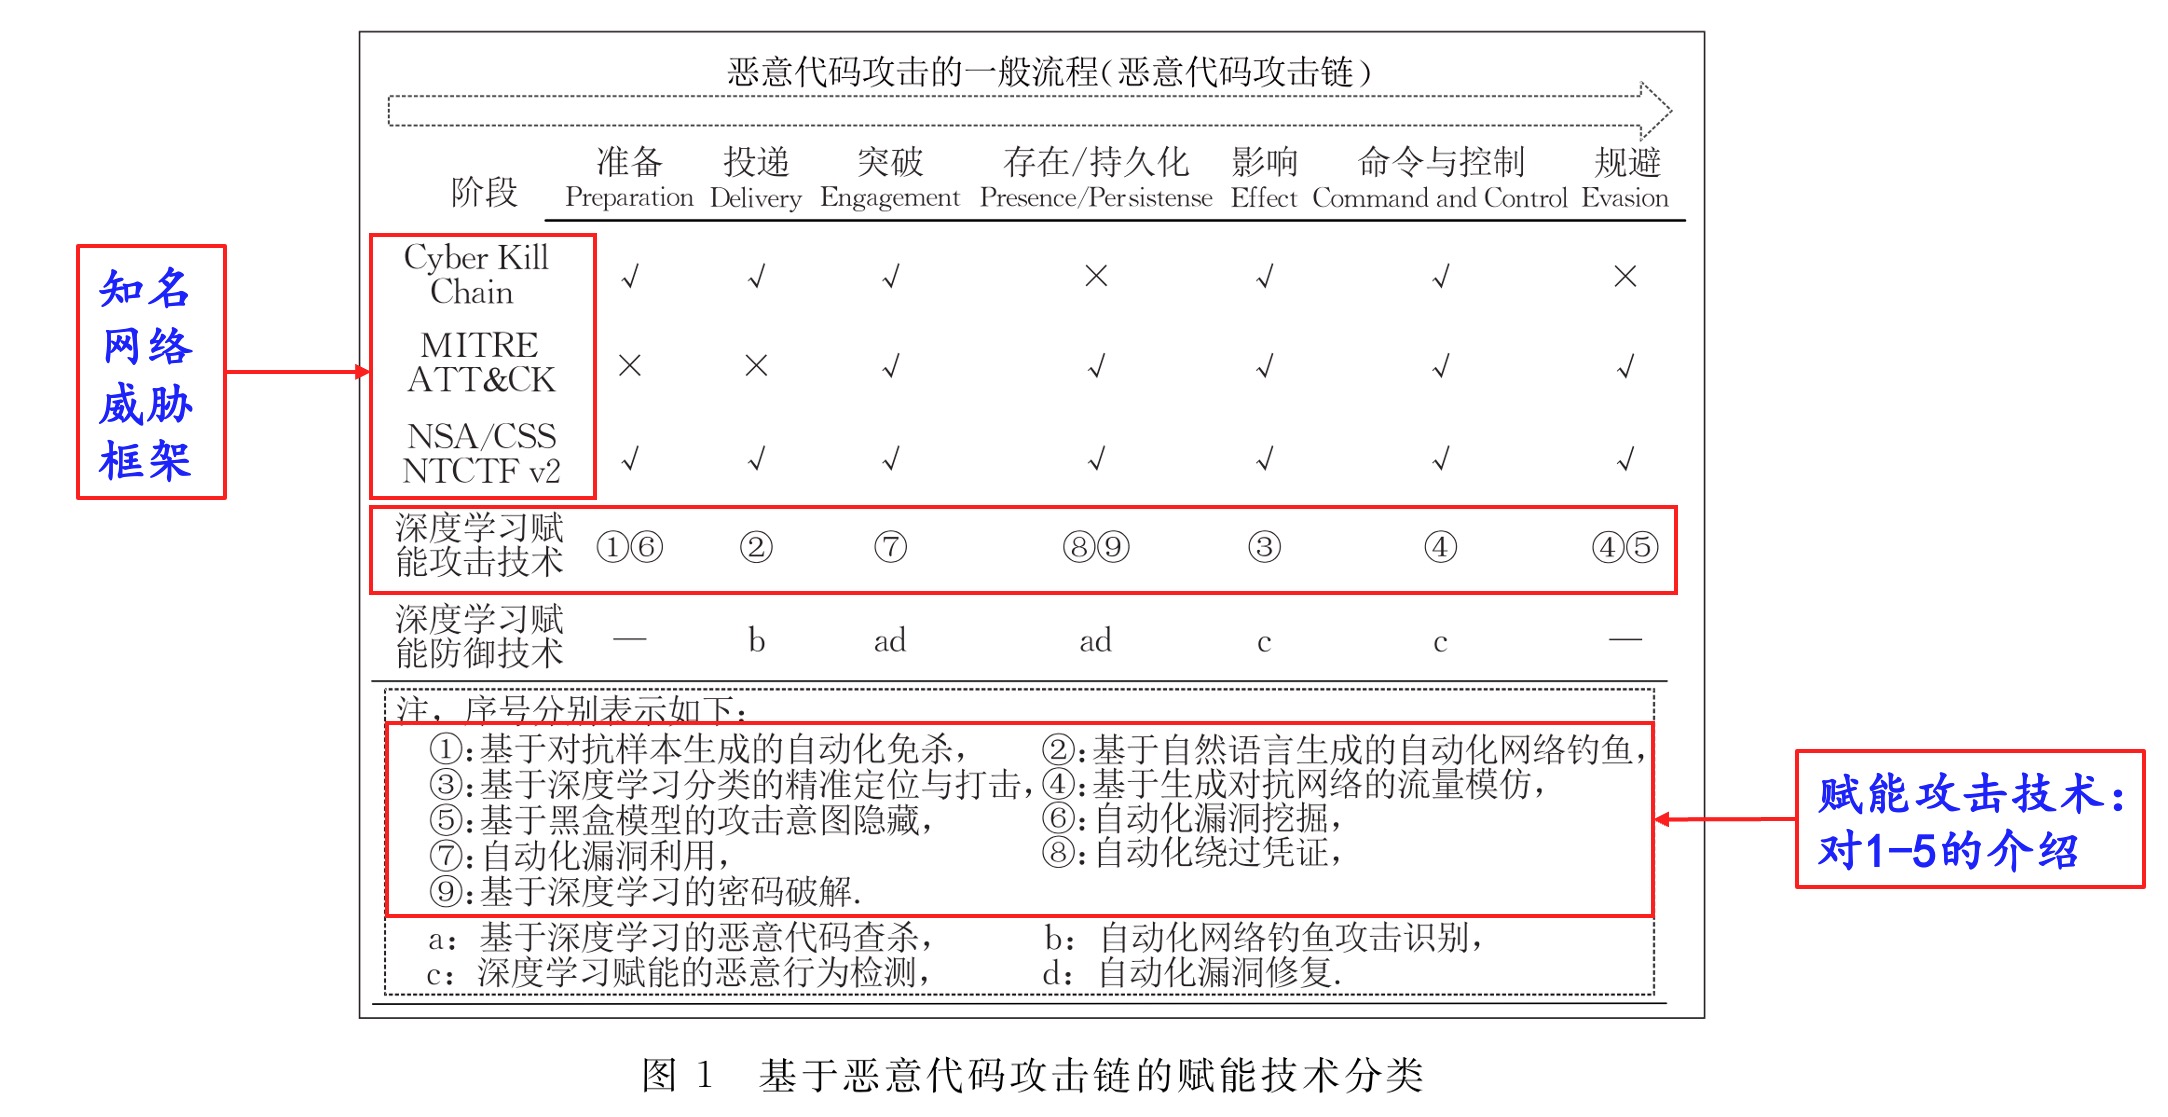 恶意代码攻击的一般流程(恶意代码攻击链)
阶段 准备 投递 突破 存在/持久化 影响 命令与控制 规避
Preparation Delivery Engagement Presence/Persistense Effect Command and Control Evasion
Cyber Kill
Chain √ √ √ × √ √ ×
MITRE
ATT&CK × × √ √ √ √ √
NSA/CSS
NTCTF v2 √ √ √ √ √ √ √
深度学习赋
能攻击技术 ①⑥ ② ⑦ ⑧⑨ ③ ④ ④⑤
深度学习赋
能防御技术 — b ad ad c c —
注,序号分别表示如下:
①:基于对抗样本生成的自动化免杀, ②:基于自然语言生成的自动化网络钓鱼,
③:基于深度学习分类的精准定位与打击, ④:基于生成对抗网络的流量模仿,
⑤:基于黑盒模型的攻击意图隐藏, ⑥:自动化漏洞挖掘,
⑦:自动化漏洞利用, ⑧:自动化绕过凭证,
⑨:基于深度学习的密码破解.
a: 基于深度学习的恶意代码查杀, b: 自动化网络钓鱼攻击识别,
c: 深度学习赋能的恶意行为检测, d: 自动化漏洞修复.
图 1 基于恶意代码攻击链的赋能技术分类
知名
网络
威胁
框架
赋能攻击技术:
对1-5的介绍